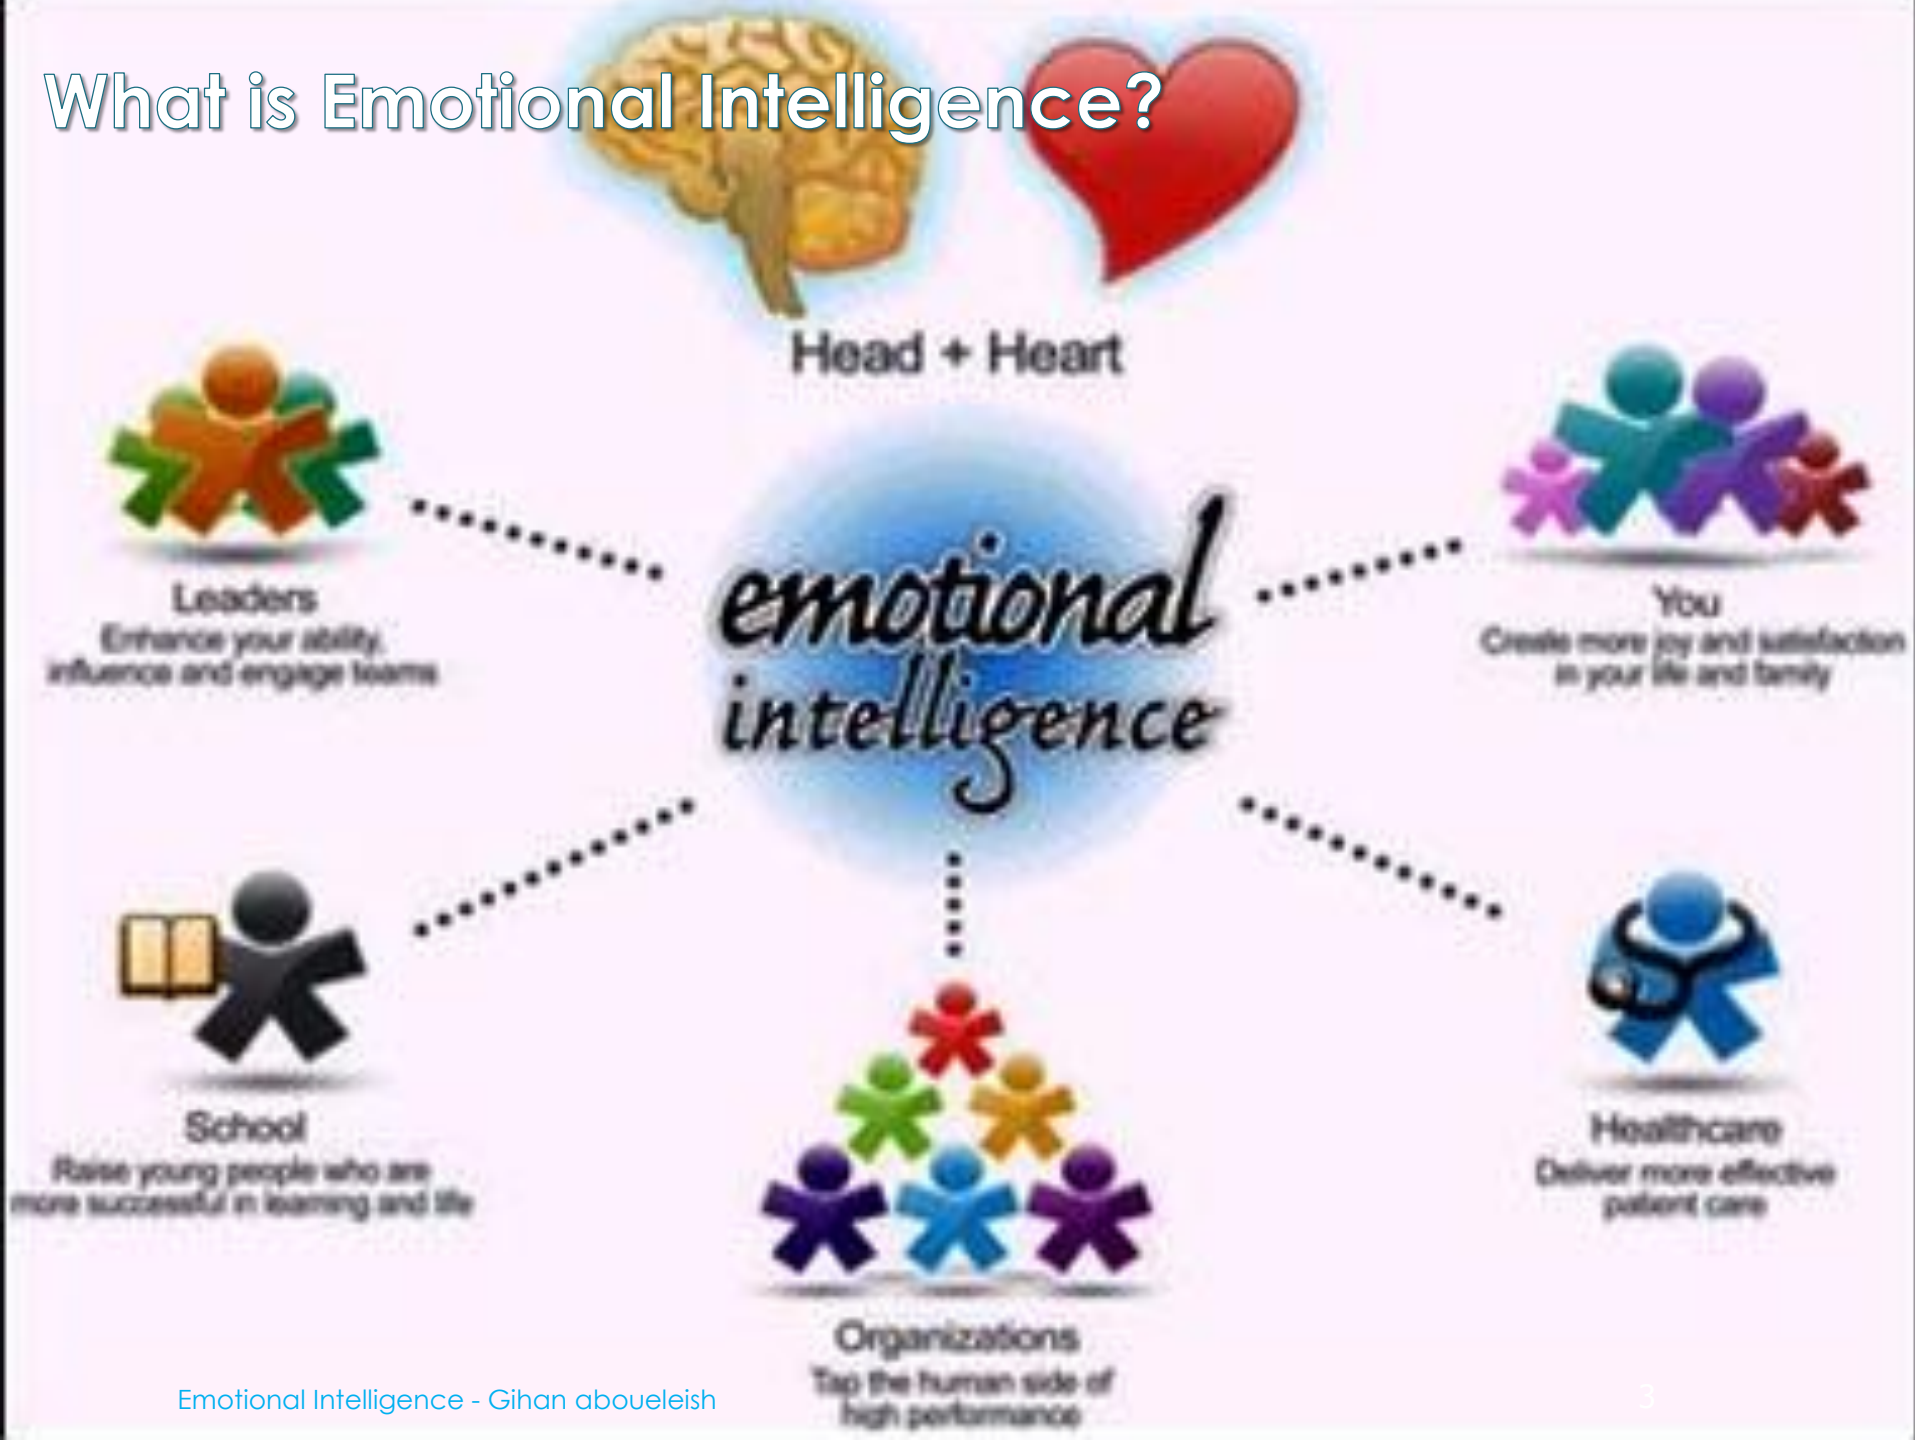 What is Emotional Intelligence?
Head + Heart
Leaders
Enhance your ability,
influence and engage teams
You
Create more joy and satisfaction
in your life and family
emotional
intelligence
School
Raise young people who are
more successful in learning and life
Healthcare
Deliver more effective
patient care
Organizations
Tap the human side of
high performance
Emotional Intelligence - Gihan aboueleish
3